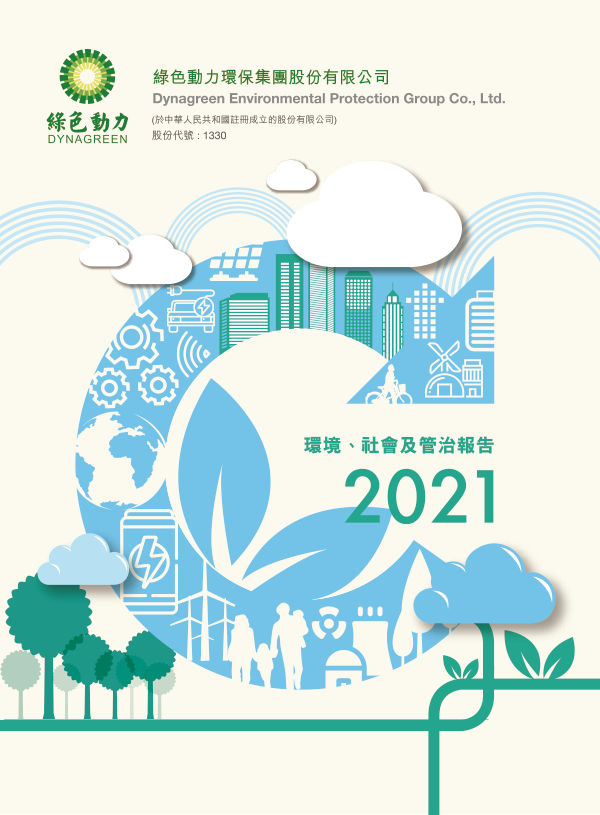 綠色動力
DYNAGREEN
綠色動力環保集團股份有限公司
Dynagreen Environmental Protection Group Co., Ltd.
(於中華人民共和國註冊成立的股份有限公司)
股份代號 : 1330
環境、社會及管治報告
2021